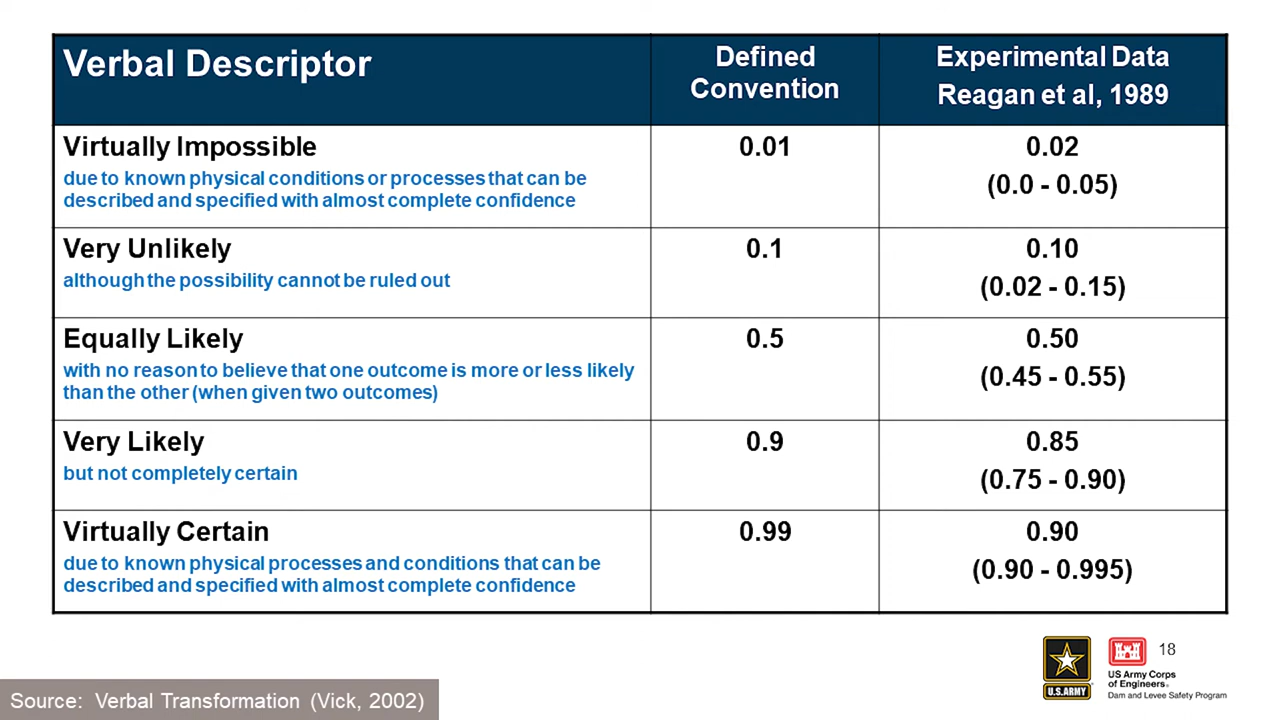 Verbal Descriptor
Defined
Convention
Experimental Data
Reagan et al, 1989
Virtually Impossible
due to known physical conditions or processes that can be
described and specified with almost complete confidence
0.01
0.02
(0.0 - 0.05)
Very Unlikely
although the possibility cannot be ruled out
0.1
0.10
(0.02 - 0.15)
Equally Likely
with no reason to believe that one outcome is more or less likely
than the other (when given two outcomes)
0.5
0.50
(0.45 - 0.55)
Very Likely
but not completely certain
0.9
0.85
(0.75 - 0.90)
Virtually Certain
due to known physical processes and conditions that can be
described and specified with almost complete confidence
0.99
0.90
(0.90 - 0.995)
18
U.S.ARMY
US Army Corps
of Engineers®
Dam and Levee Safety Program
Source: Verbal Transformation (Vick, 2002)